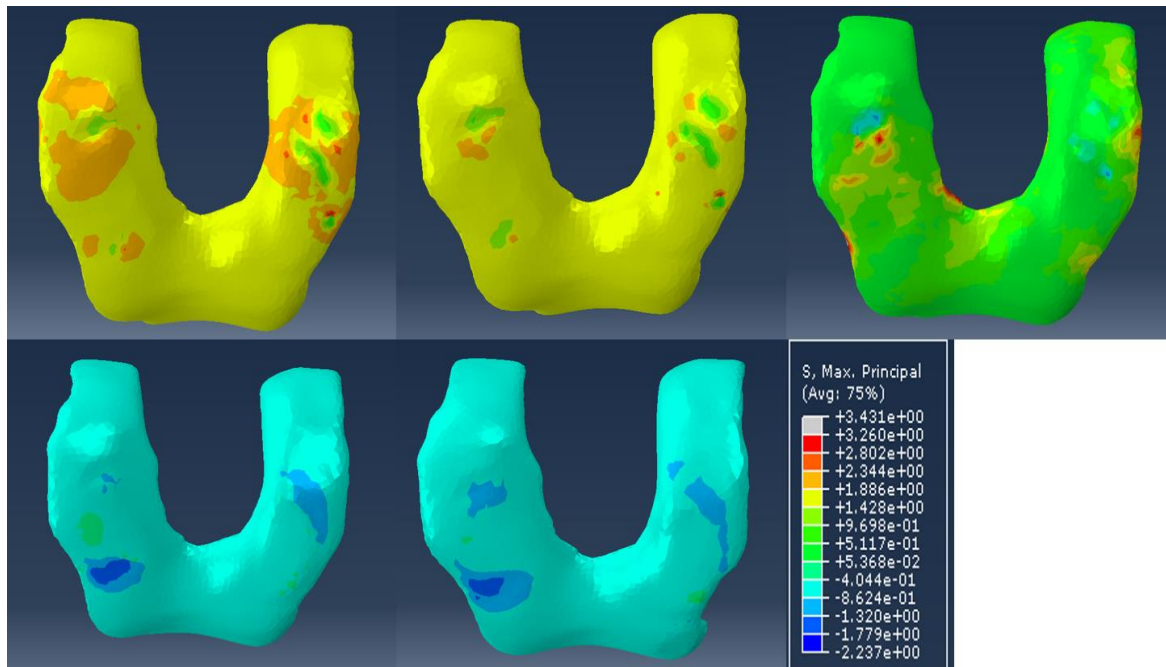 S, Max. Principal
(Avg: 75%)
+3.431e+00
+3.260e+00
+2.802e+00
+2.344e+00
+1.886e+00
+1.428e+00
+9.698e-01
+5.117e-01
+5.368e-02
-4.044e-01
-8.624e-01
-1.320e+00
-1.779e+00
-2.237e+00